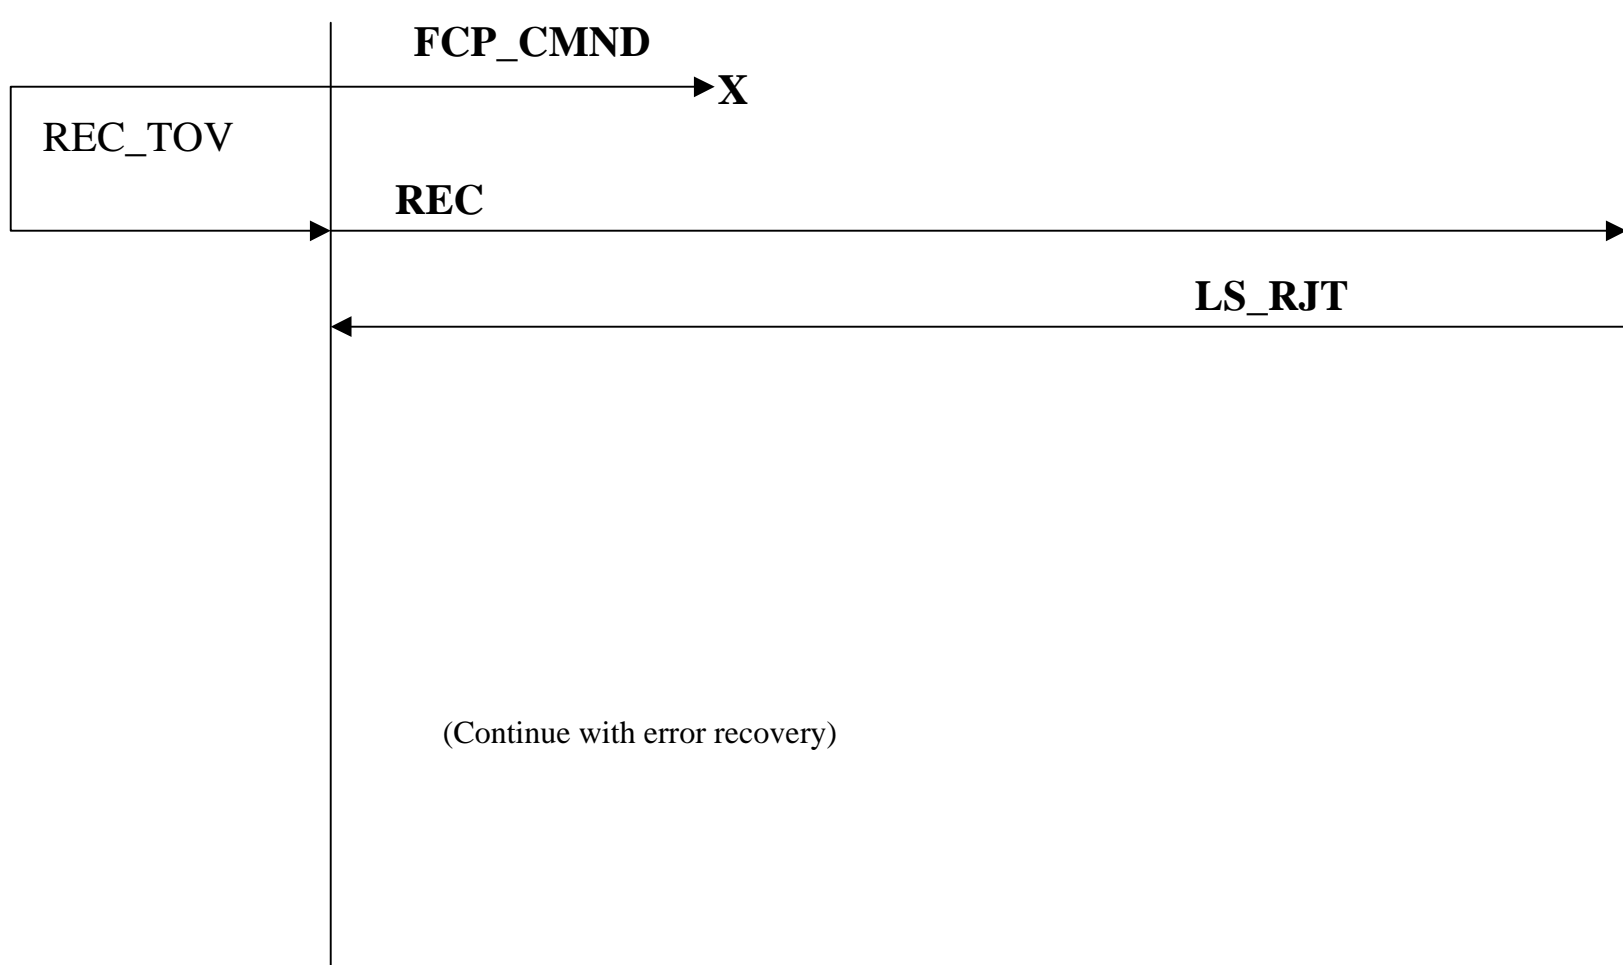 FCP_CMND
X
REC_TOV
REC
LS_RJT
(Continue with error recovery)